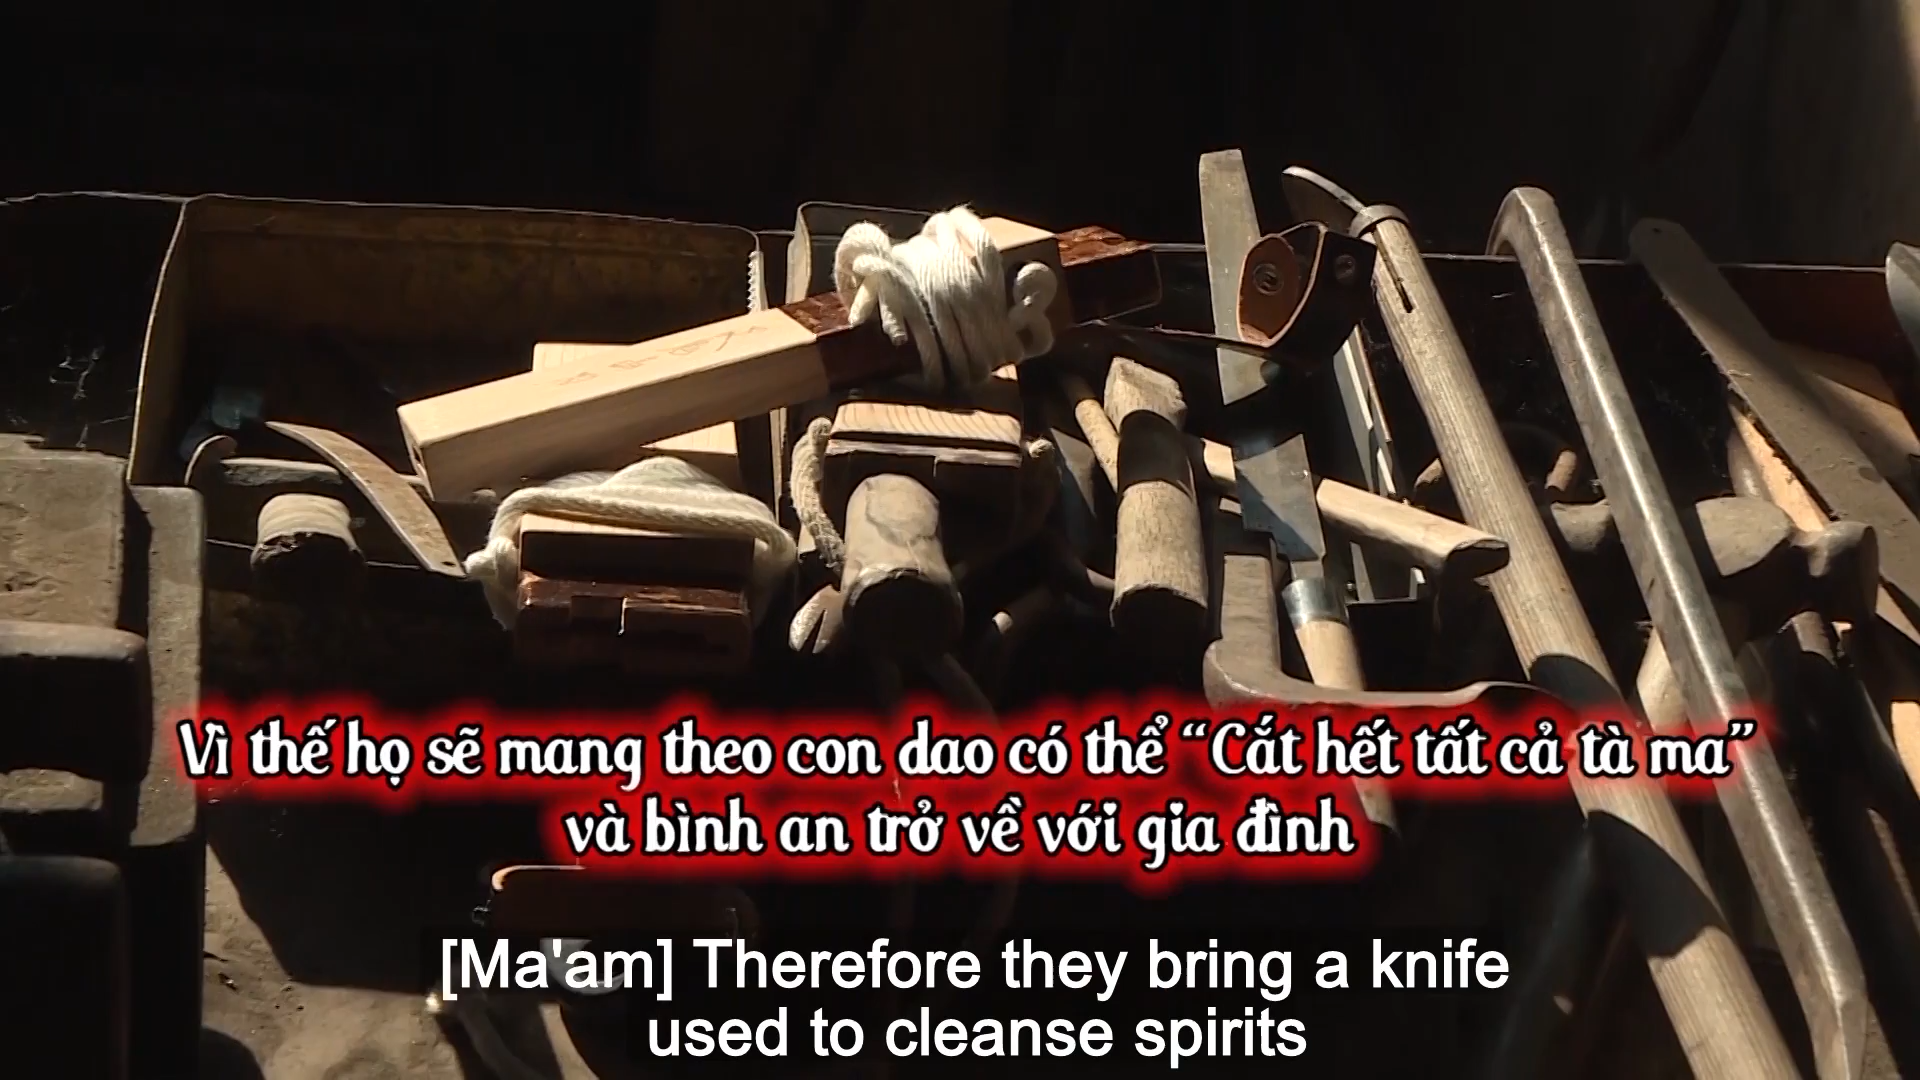 Vì thế họ sẽ mang theo con dao có thể “Cắt hết tất cả tà ma”
và bình an trở về với gia đình
[Ma'am] Therefore they bring a knife
used to cleanse spirits